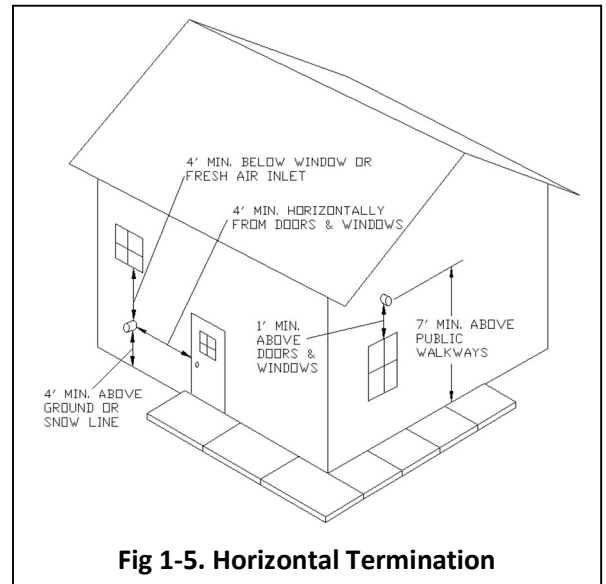 4' MIN. BELOW WINDOW OR
FRESH AIR INLET
4' MIN. HORIZONTALLY
FROM DOORS & WINDOWS
1' MIN.
ABOVE
DOORS &
WINDOWS
7' MIN. ABOVE
PUBLIC
WALKWAYS
4' MIN. ABOVE
GROUND OR
SNOW LINE
Fig 1-5. Horizontal Termination